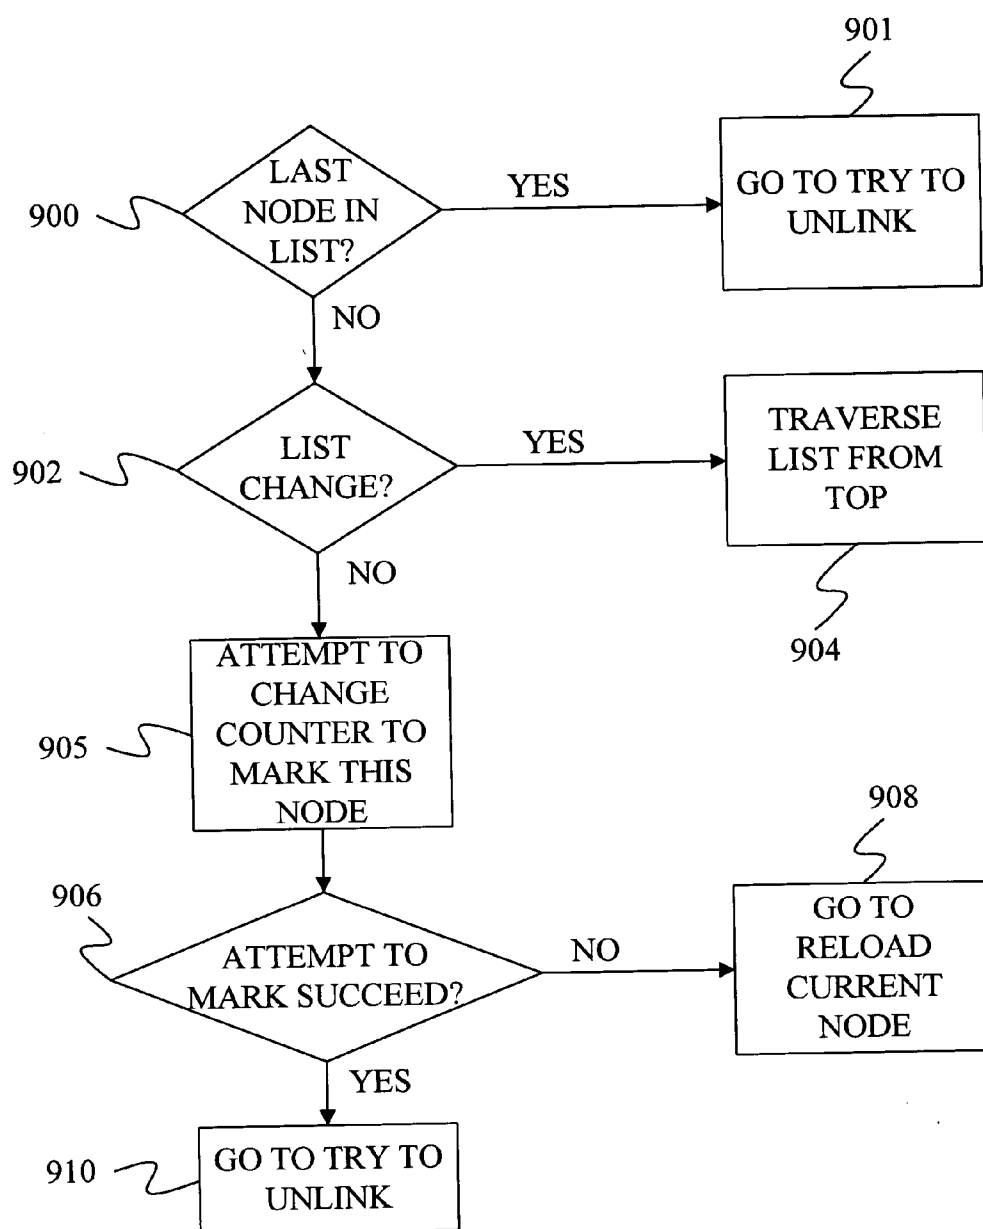 901
LAST
NODE IN
LIST?
900
YES
GO TO TRY TO
UNLINK
NO
LIST
CHANGE?
902
YES
TRAVERSE
LIST FROM
TOP
904
NO
ATTEMPT TO
CHANGE
COUNTER TO
MARK THIS
NODE
905
906
ATTEMPT TO
MARK SUCCEED?
NO
908
GO TO
RELOAD
CURRENT
NODE
YES
GO TO TRY TO
UNLINK
910